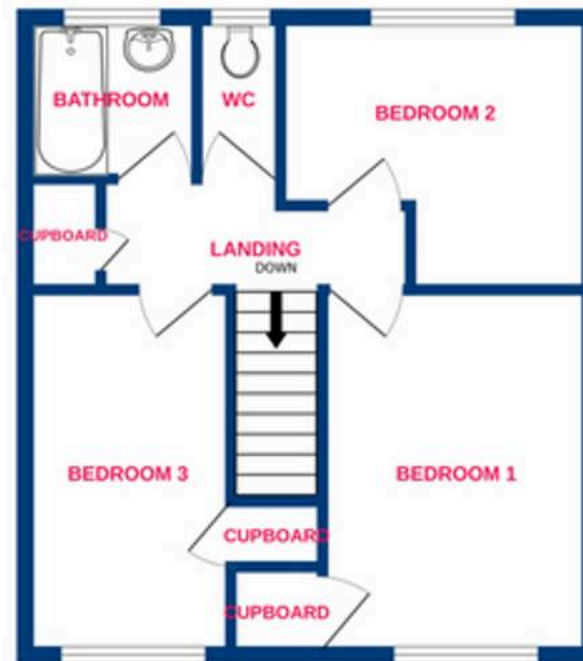 BATHROOM
WC
BEDROOM 2
CUPBOARD
LANDING
DOWN
BEDROOM 3
BEDROOM 1
CUPBOARD
CUPBOARD